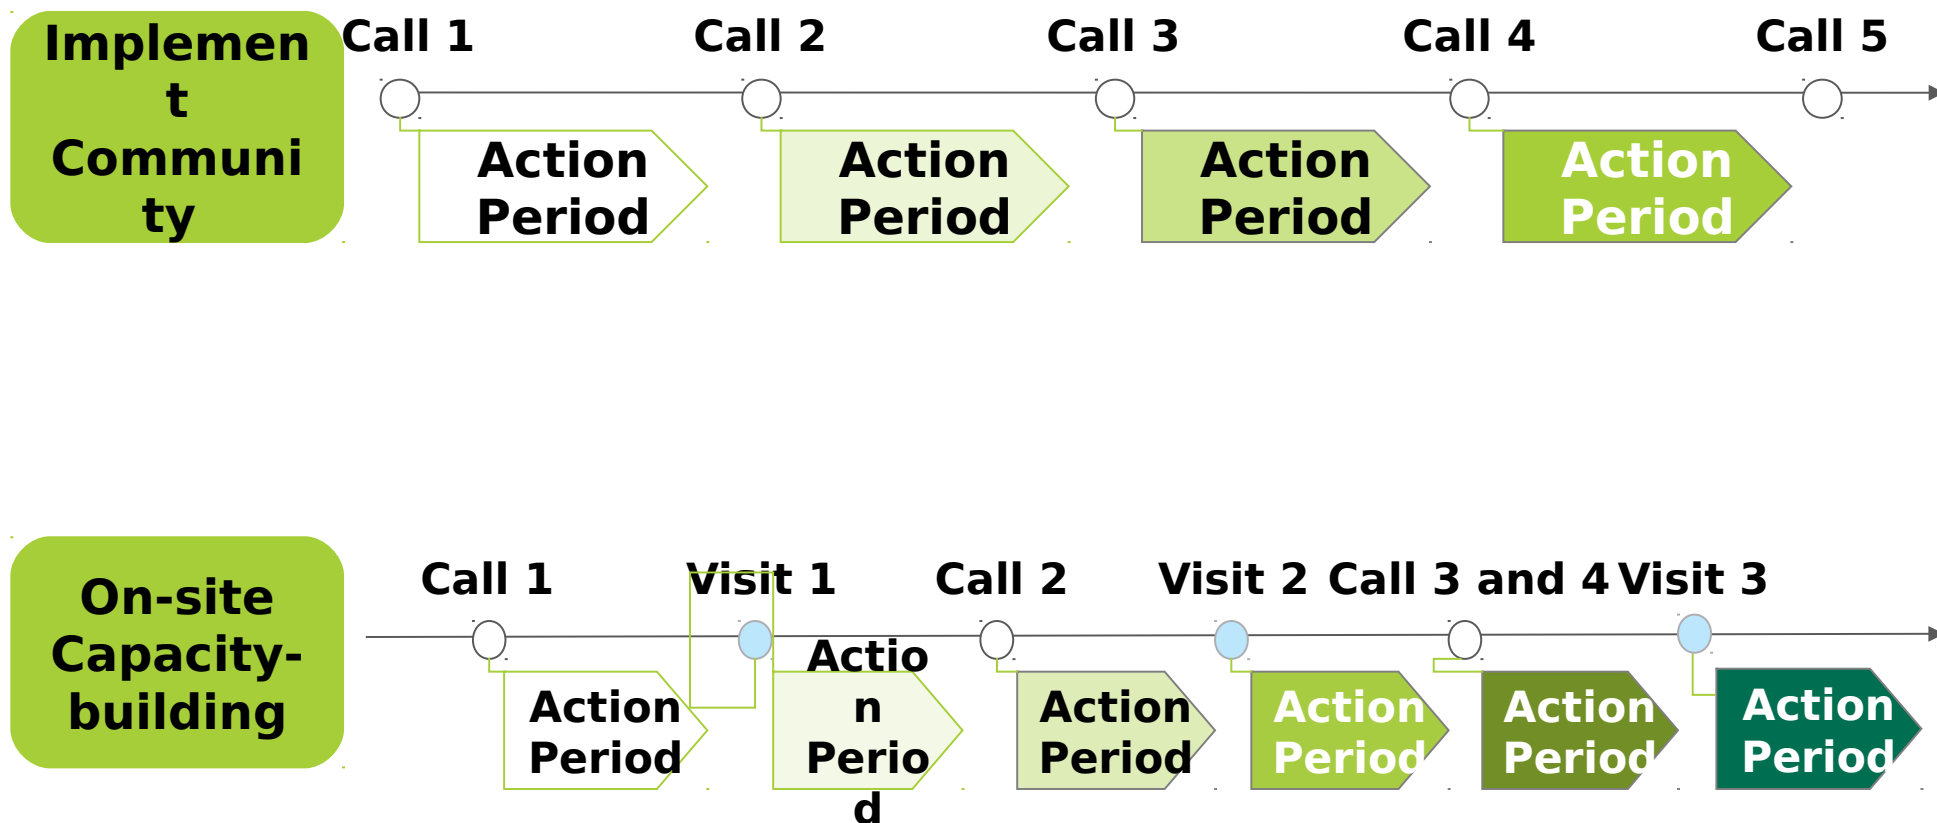 Implemen
t
Communi
ty
Call 1
Call 2
Call 3
Call 4
Call 5
Action
Period
Action
Period
Action
Period
Action
Period
On-site
Capacity-
building
Call 1
Visit 1
Call 2
Visit 2
Call 3 and 4
Visit 3
Action
Period
Actio
n
Perio
d
Action
Period
Action
Period
Action
Period
Action
Period